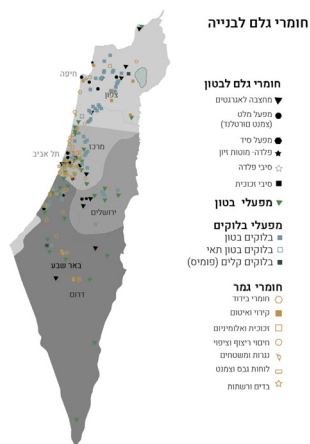 חומרי גלם לבנייה
חומרי גלם לבטון
מחצבה לאגרגטים
מפעל מלט
(צמנט פורטלנד)
מפעל סיד
פלדה- מוטות זיון
סיבי פלדה
סיבי זכוכית
מפעלי בטון
מפעלי בלוקים
בלוקים בטון
בלוקים בטון תאי
בלוקים קלים (פומיס)
חומרי גמר
חומרי בידוד
קירוי ואיטום
זכוכית ואלומיניום
חיפוי ריצוף וציפוי
נגרות ומשטחים
לוחות גבס וצמנט
בדים ורשתות
חיפה
צפון
מרכז
תל אביב
ירושלים
באר שבע
דרום